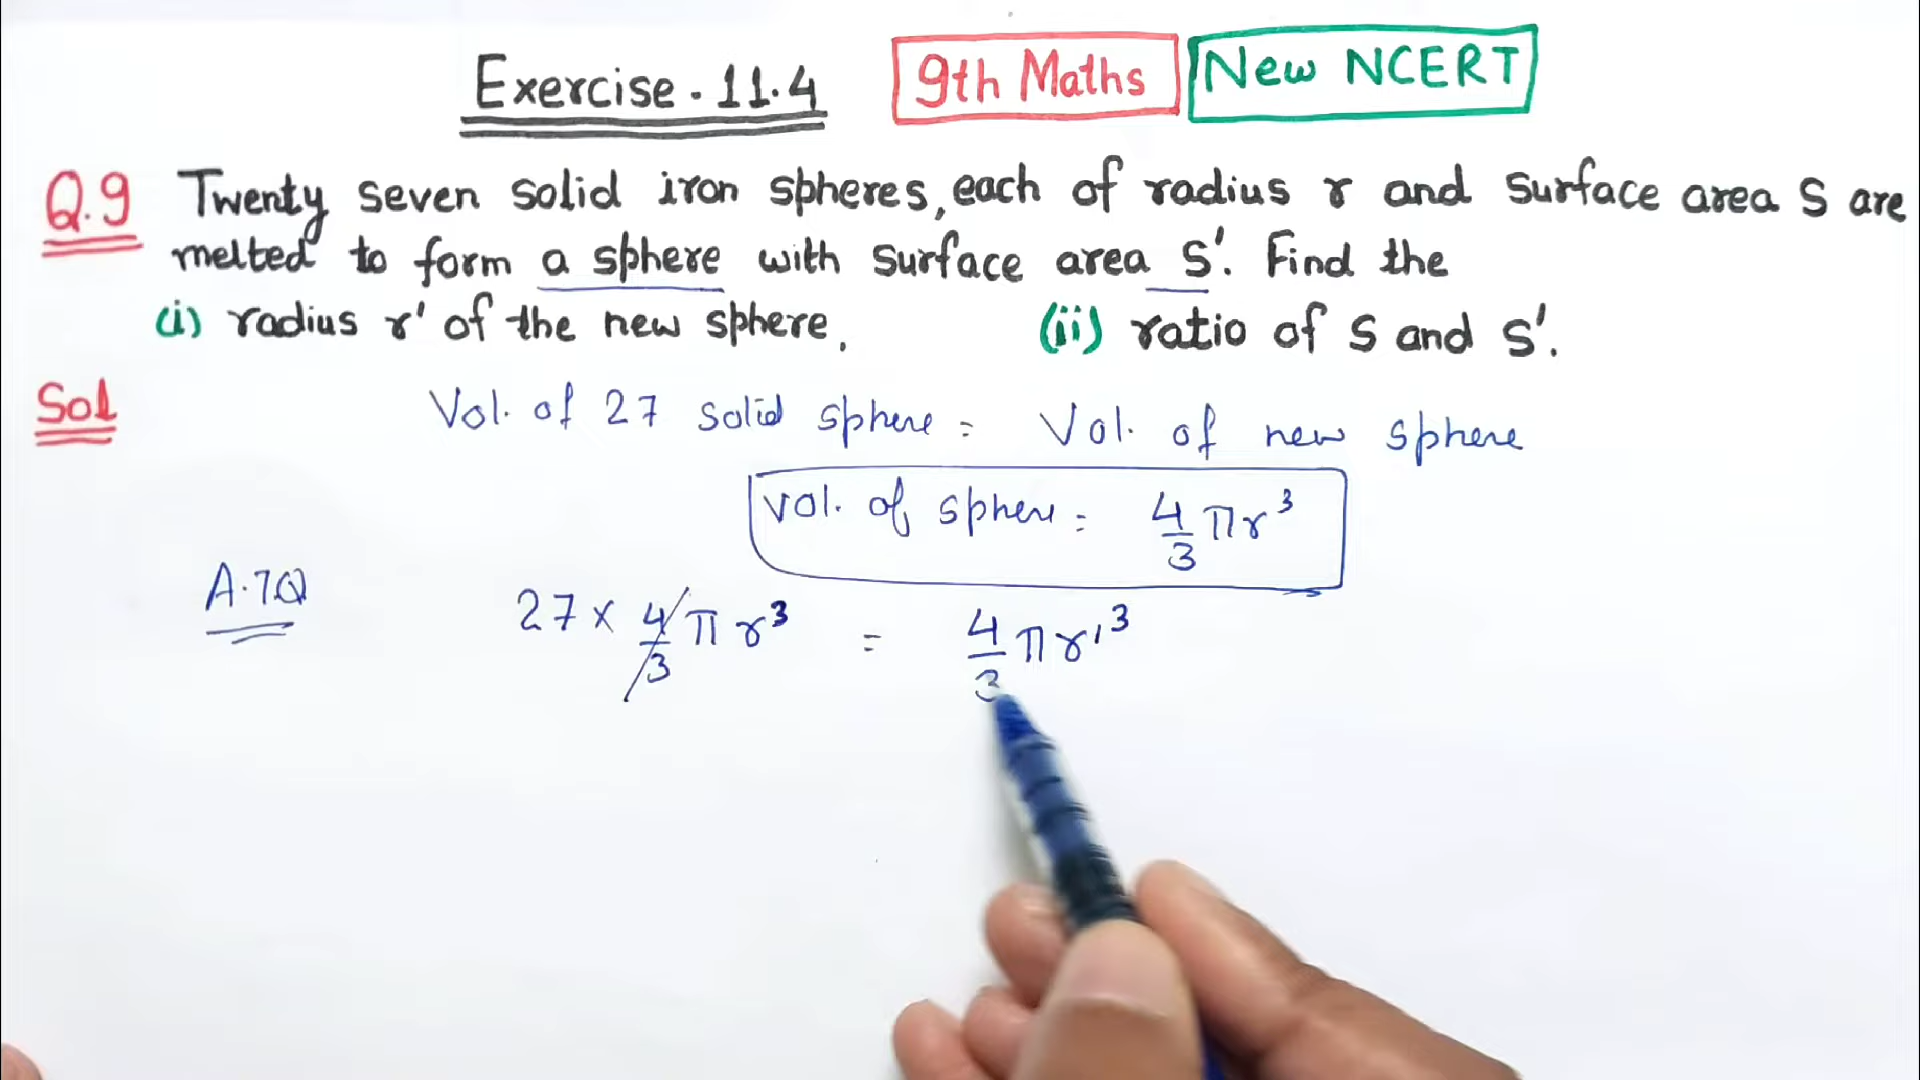 Exercise - 11.4 9th Maths New NCERT
Q.9 Twenty seven solid iron spheres, each of radius r and surface area S are
melted to form a sphere with surface area S'. Find the
(i) radius r' of the new sphere. (ii) ratio of S and S'.
Sol Vol. of 27 solid sphere = Vol. of new sphere
Vol. of sphere = 4/3 πr³
A.TQ 27 × 4/3 π r³ = 4/3 π r'³